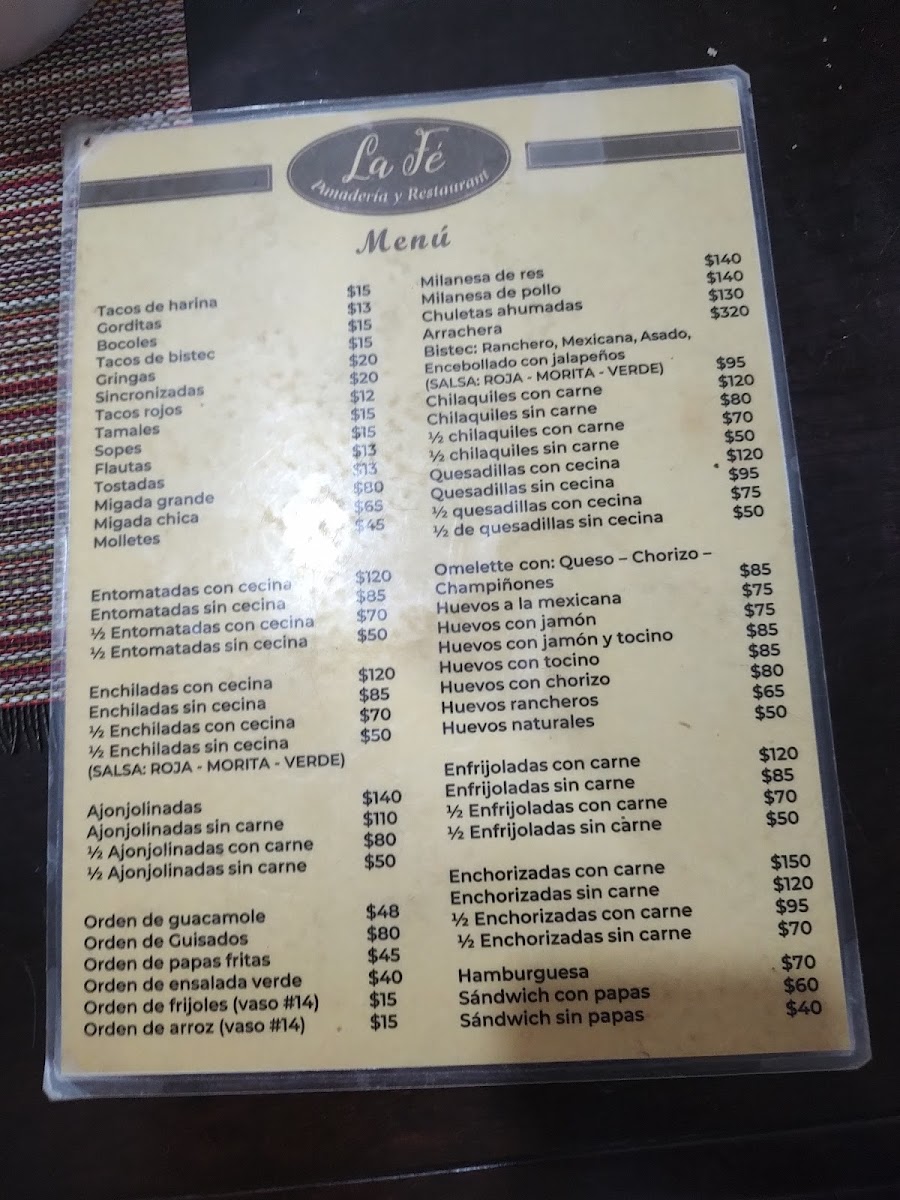 La Fé
Panadería y Restaurant
Menú
Tacos de harina $15
Gorditas $13
Bocoles $15
Tacos de bistec $15
Gringas $20
Sincronizadas $20
Tacos rojos $12
Tamales $15
Sopes $15
Flautas $13
Tostadas $13
Migada grande $80
Migada chica $65
Molletes $45
Entomatadas con cecina $120
Entomatadas sin cecina $85
½ Entomatadas con cecina $70
½ Entomatadas sin cecina $50
Enchiladas con cecina $120
Enchiladas sin cecina $85
½ Enchiladas con cecina $70
½ Enchiladas sin cecina $50
(SALSA: ROJA - MORITA - VERDE)
Ajonjolinadas $140
Ajonjolinadas sin carne $110
½ Ajonjolinadas con carne $80
½ Ajonjolinadas sin carne $50
Orden de guacamole $48
Orden de Guisados $80
Orden de papas fritas $45
Orden de ensalada verde $40
Orden de frijoles (vaso #14) $15
Orden de arroz (vaso #14) $15
Milanesa de res $140
Milanesa de pollo $140
Chuletas ahumadas $130
Arrachera $320
Bistec: Ranchero, Mexicana, Asado,
Encebollado con jalapeños $95
(SALSA: ROJA - MORITA - VERDE)
Chilaquiles con carne $120
Chilaquiles sin carne $80
½ chilaquiles con carne $70
½ chilaquiles sin carne $50
Quesadillas con cecina $120
Quesadillas sin cecina $95
½ quesadillas con cecina $75
½ de quesadillas sin cecina $50
Omelette con: Queso – Chorizo –
Champiñones $85
Huevos a la mexicana $75
Huevos con jamón $75
Huevos con jamón y tocino $85
Huevos con tocino $85
Huevos con chorizo $80
Huevos rancheros $65
Huevos naturales $50
Enfrijoladas con carne $120
Enfrijoladas sin carne $85
½ Enfrijoladas con carne $70
½ Enfrijoladas sin carne $50
Enchorizadas con carne $150
Enchorizadas sin carne $120
½ Enchorizadas con carne $95
½ Enchorizadas sin carne $70
Hamburguesa $70
Sándwich con papas $60
Sándwich sin papas $40